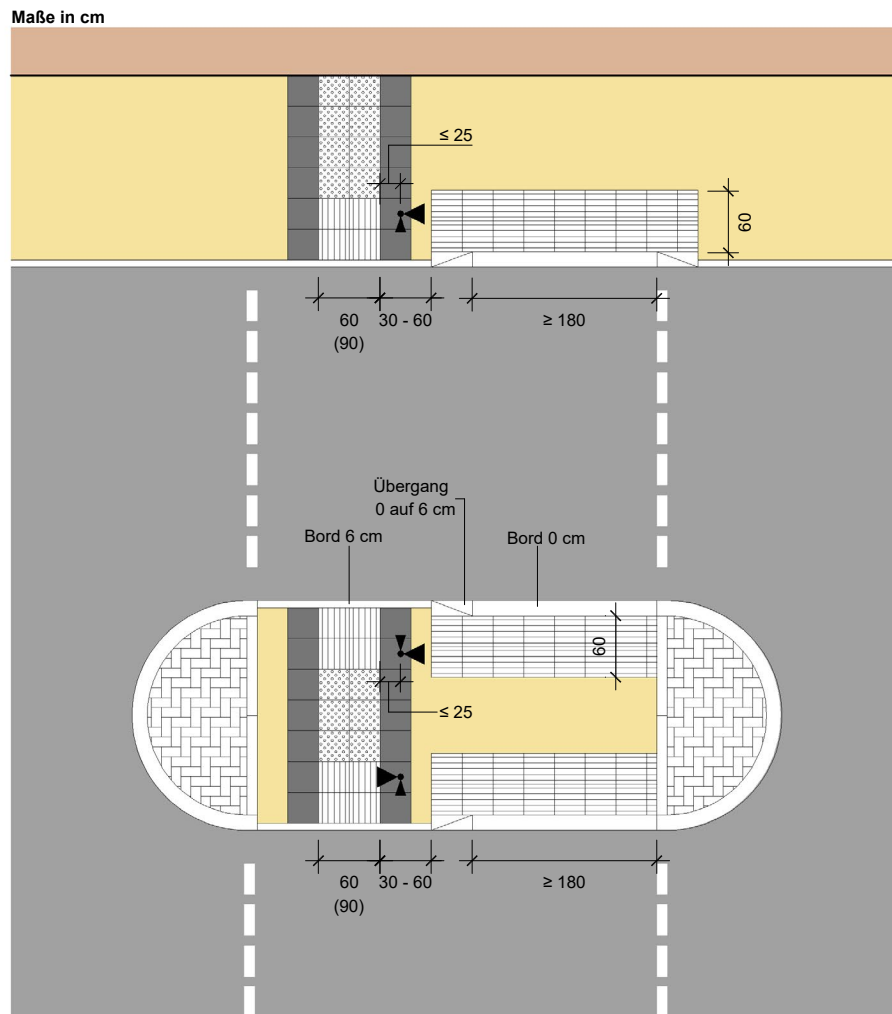 Maße in cm
≤ 25
60
60
(90)
30 - 60
≥ 180
Übergang
0 auf 6 cm
Bord 6 cm
Bord 0 cm
60
≤ 25
60
(90)
30 - 60
≥ 180